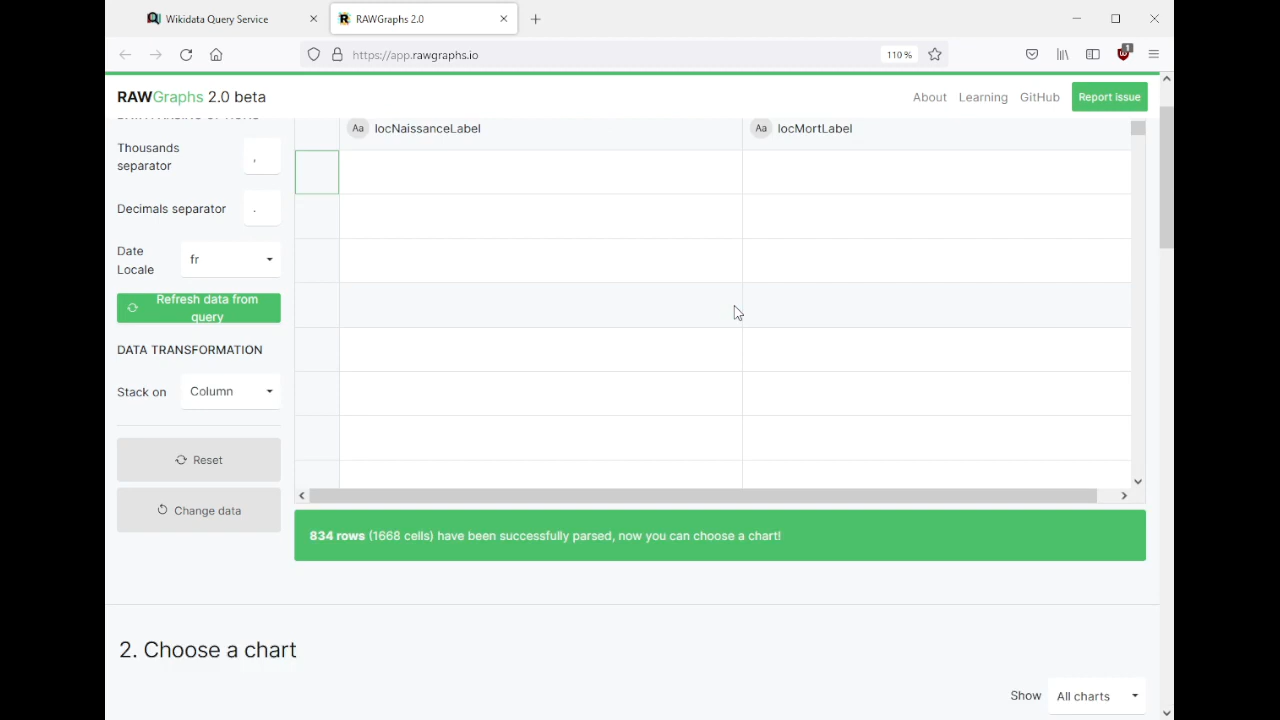 Wikidata Query Service
RAWGraphs 2.0
https://app.rawgraphs.io
110%
1
RAWGraphs 2.0 beta
About
Learning
GitHub
Report issue
Thousands
separator
,
Decimals separator
.
Date
Locale
fr
Refresh data from
query
DATA TRANSFORMATION
Stack on
Column
Reset
Change data
Aa locNaissanceLabel
Aa locMortLabel
834 rows (1668 cells) have been successfully parsed, now you can choose a chart!
2. Choose a chart
Show
All charts